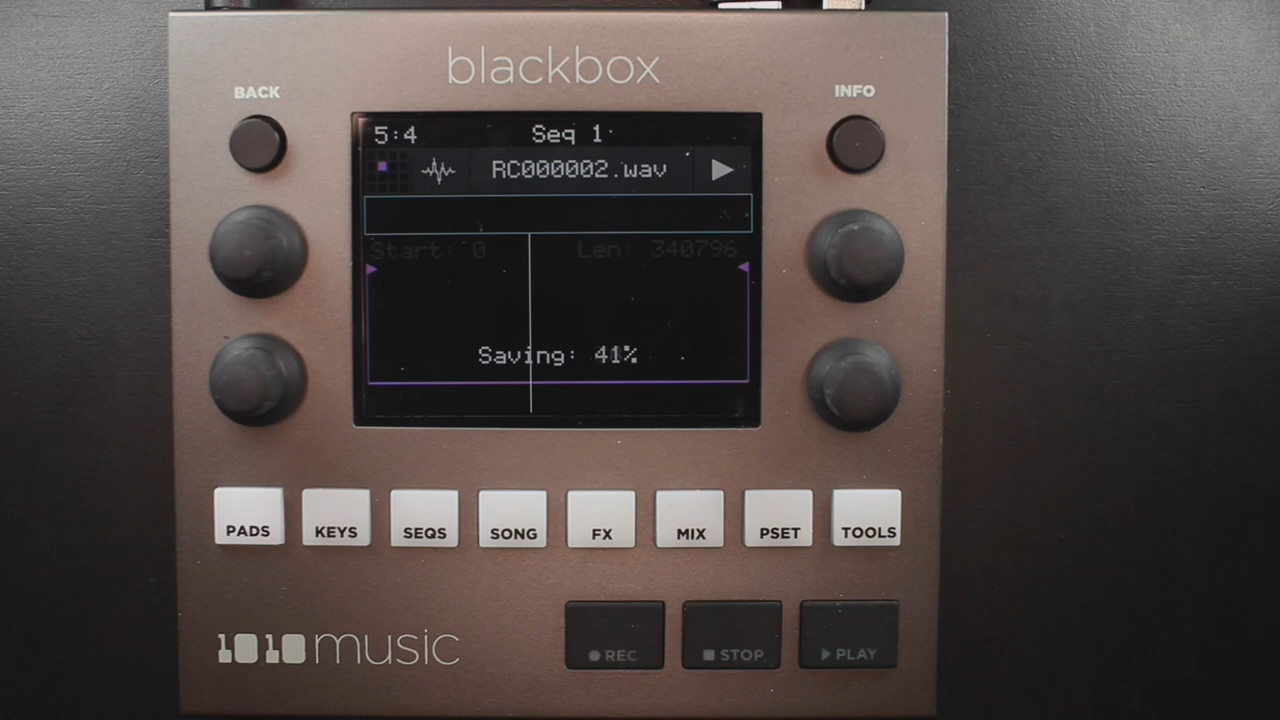 blackbox
BACK
INFO
5:4 Seq 1
RC000002.wav
Start: 0 Len: 340796
Saving: 41%
PADS KEYS SEQS SONG FX MIX PSET TOOLS
1010music
REC STOP PLAY